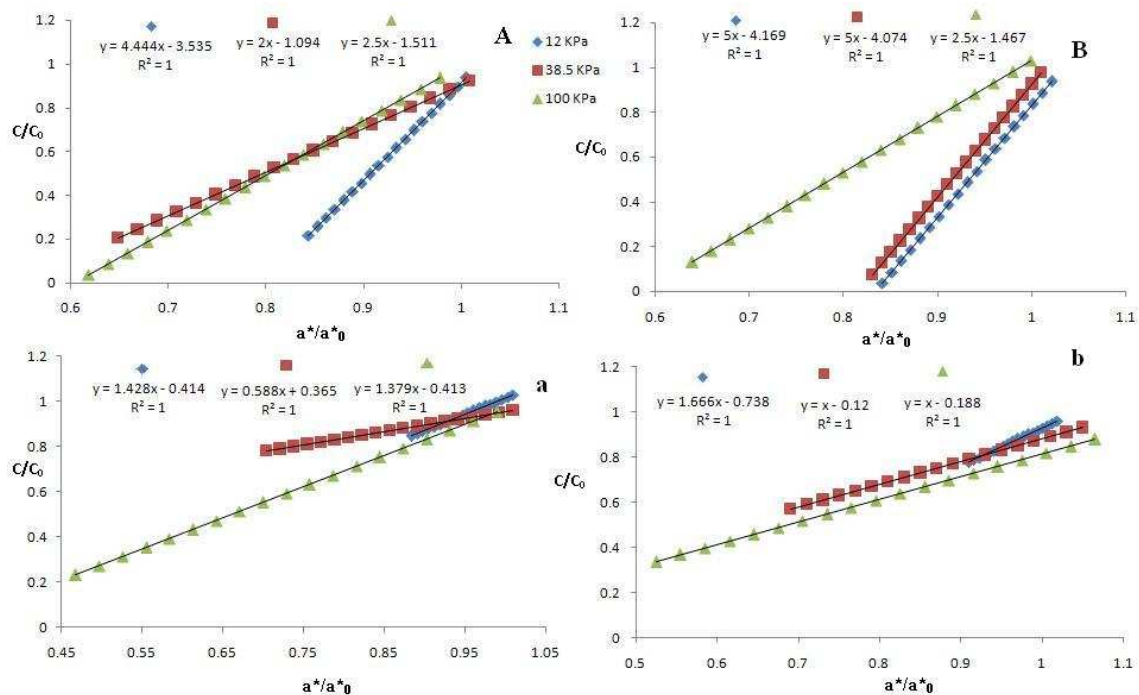 1.2
1
0.8
0.6
0.4
0.2
0
C/C₀
y = 4.444x - 3.535
R² = 1
y = 2x - 1.094
R² = 1
y = 2.5x - 1.511
R² = 1
A
12 KPa
38.5 KPa
100 KPa
0.6 0.7 0.8 0.9 1 1.1
a*/a*₀
1.2
1
0.8
0.6
0.4
0.2
0
C/C₀
y = 5x - 4.169
R² = 1
y = 5x - 4.074
R² = 1
y = 2.5x - 1.467
R² = 1
B
0.6 0.7 0.8 0.9 1 1.1
a*/a*₀
1.2
1
0.8
0.6
0.4
0.2
0
C/C₀
y = 1.428x - 0.414
R² = 1
y = 0.588x + 0.365
R² = 1
y = 1.379x - 0.413
R² = 1
a
0.45 0.55 0.65 0.75 0.85 0.95 1.05
a*/a*₀
1.2
1
0.8
0.6
0.4
0.2
0
C/C₀
y = 1.666x - 0.738
R² = 1
y = x - 0.12
R² = 1
y = x - 0.188
R² = 1
b
0.5 0.6 0.7 0.8 0.9 1 1.1
a*/a*₀